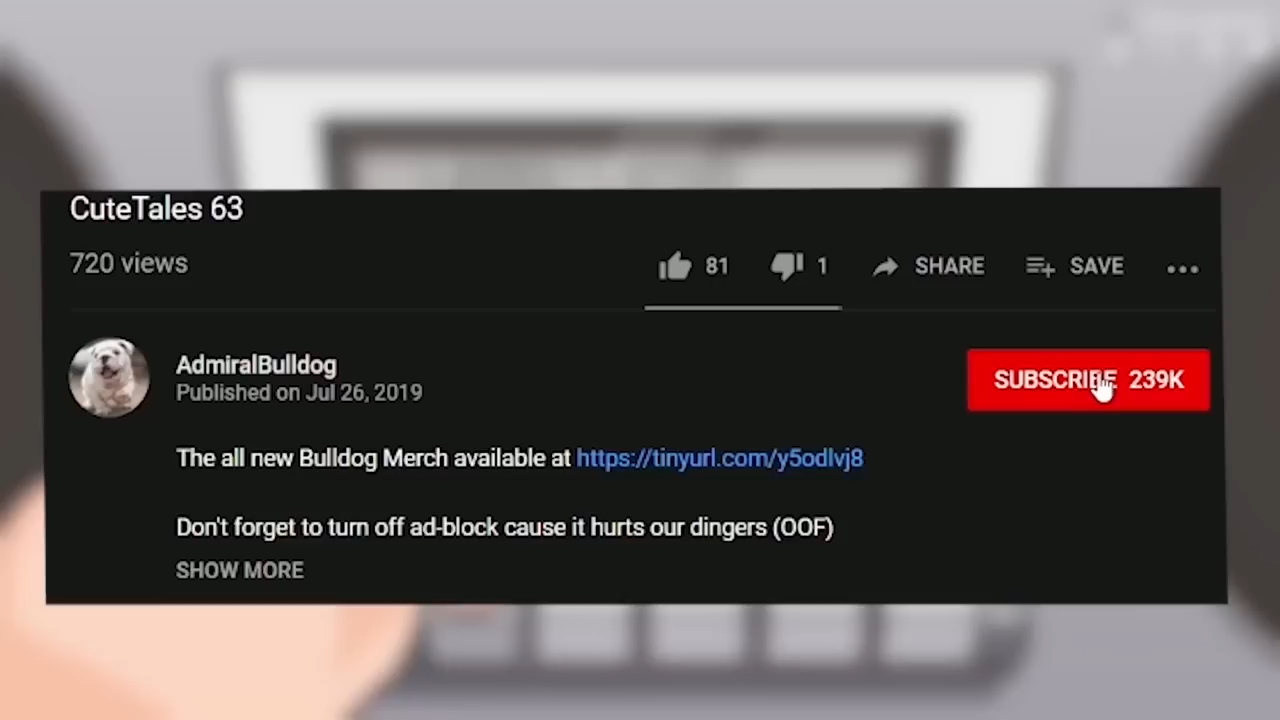 CuteTales 63
720 views
81 1 SHARE SAVE
AdmiralBulldog
Published on Jul 26, 2019
SUBSCRIBE 239K
The all new Bulldog Merch available at https://tinyurl.com/y5odlvj8
Don't forget to turn off ad-block cause it hurts our dingers (OOF)
SHOW MORE